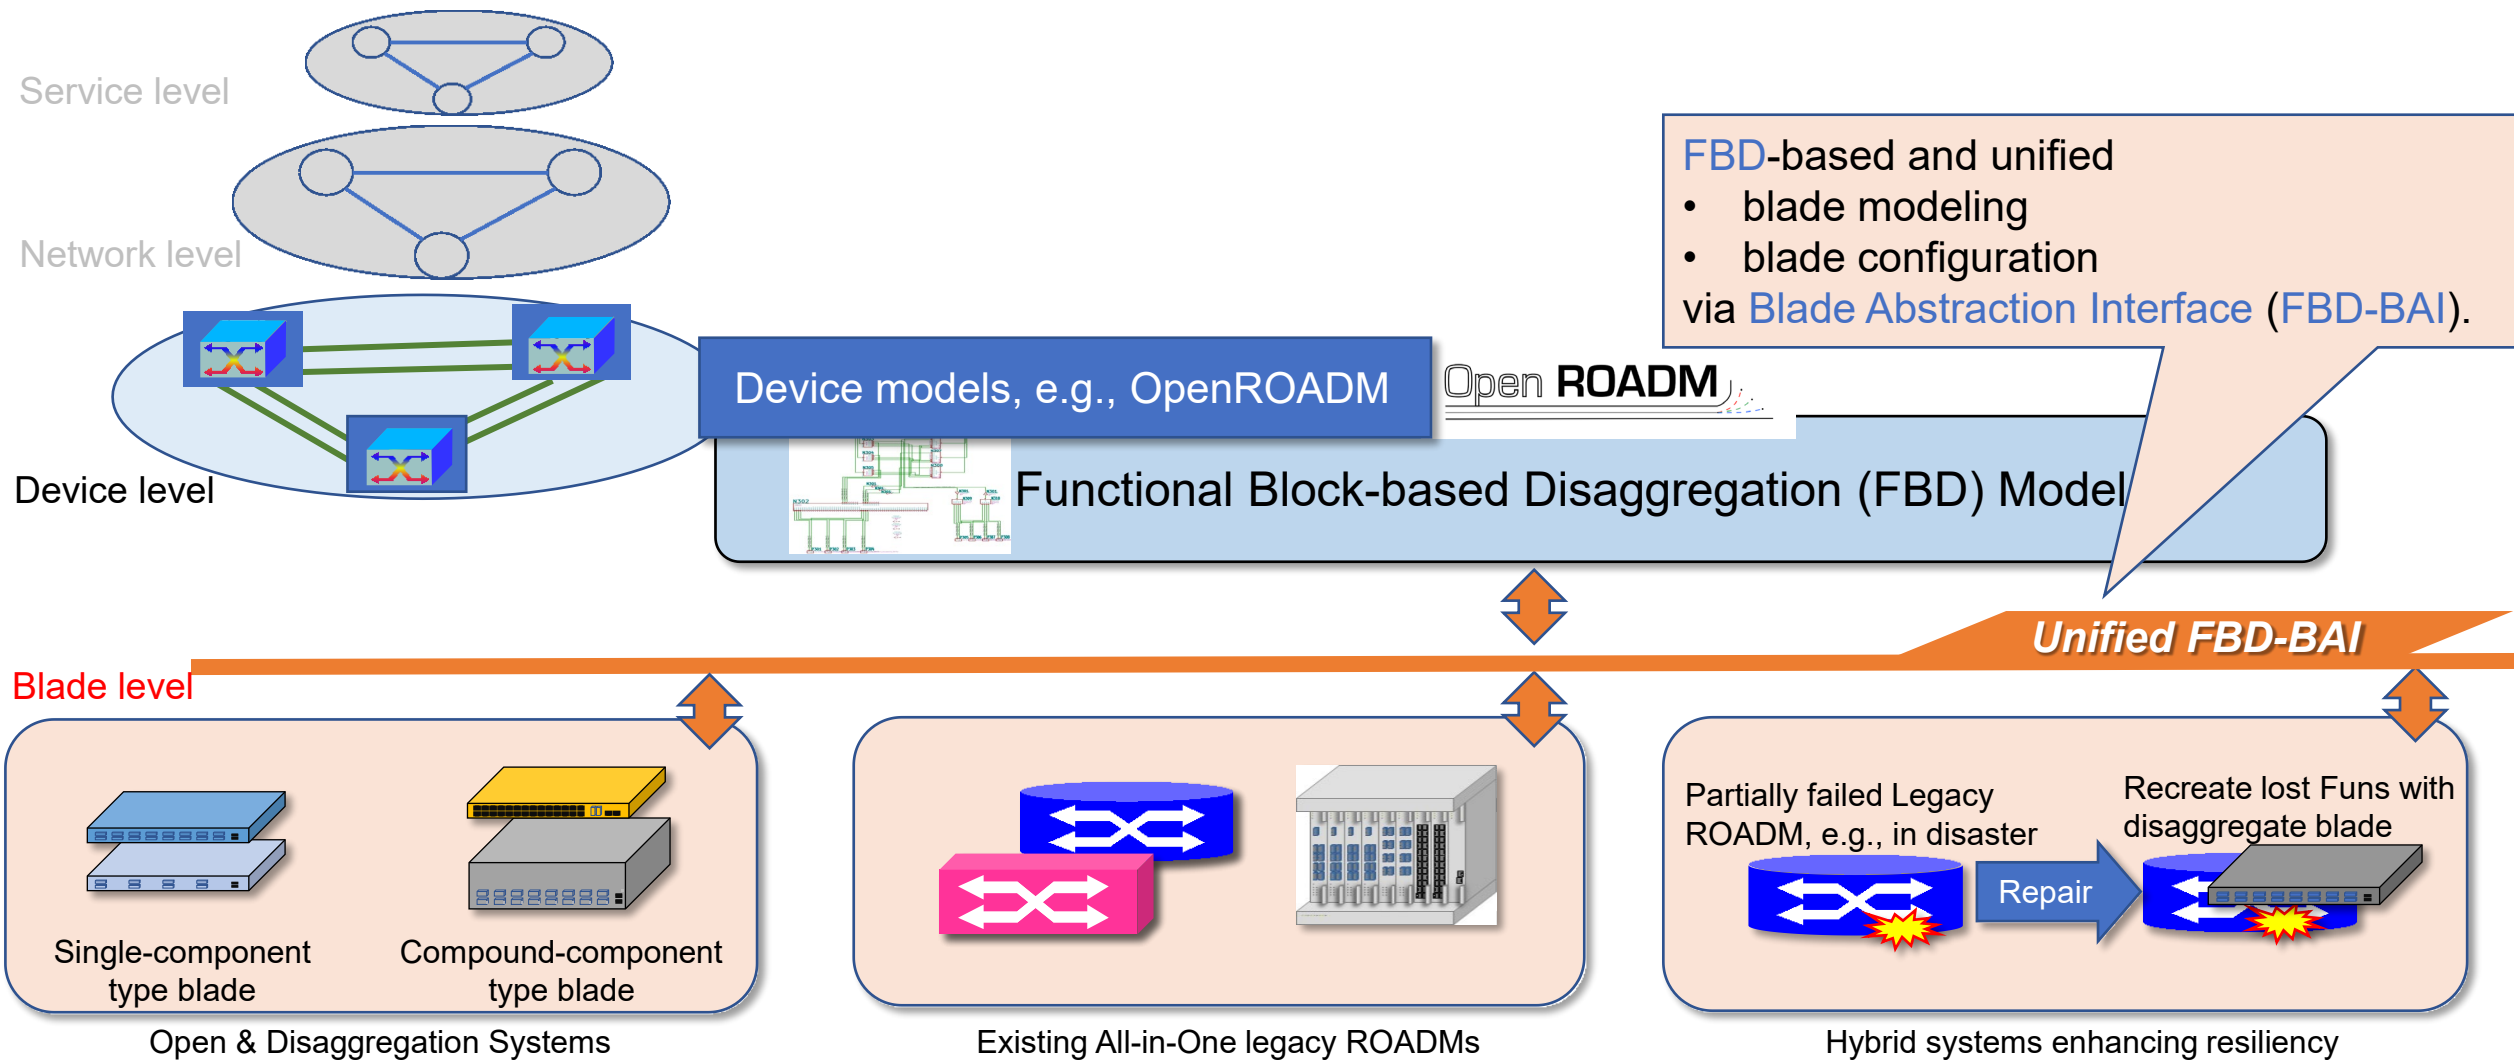 Service level
Network level
Device level
FBD-based and unified
• blade modeling
• blade configuration
via Blade Abstraction Interface (FBD-BAI).
Device models, e.g., OpenROADM
Open ROADM
Functional Block-based Disaggregation (FBD) Model
N302
Unified FBD-BAI
Blade level
Single-component
type blade
Compound-component
type blade
Open & Disaggregation Systems
Existing All-in-One legacy ROADMs
Partially failed Legacy
ROADM, e.g., in disaster
Repair
Recreate lost Funs with
disaggregate blade
Hybrid systems enhancing resiliency